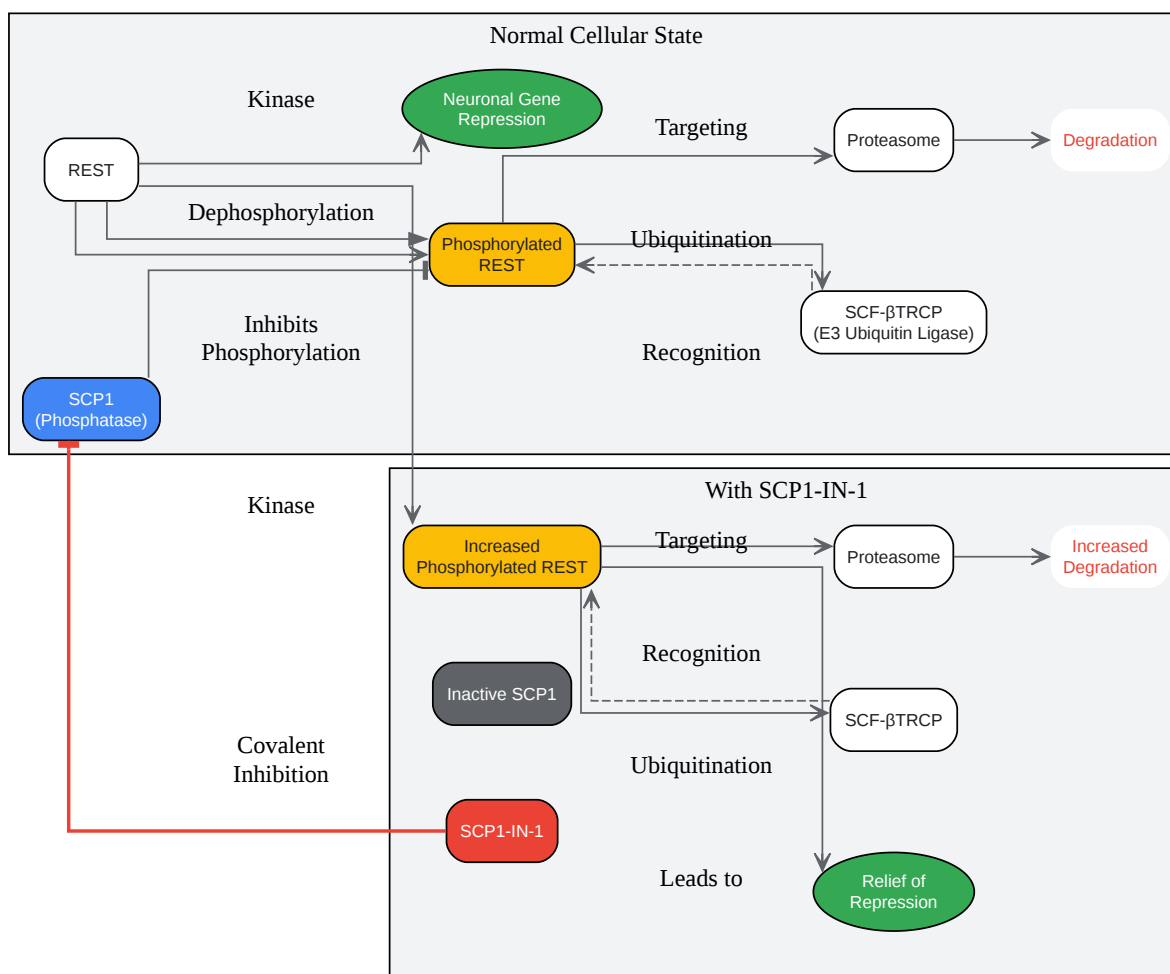 Normal Cellular State
Kinase
Neuronal Gene
Repression
Targeting
Proteasome
Degradation
REST
Dephosphorylation
Phosphorylated
REST
Ubiquitination
SCF-βTRCP
(E3 Ubiquitin Ligase)
Inhibits
Phosphorylation
Recognition
SCP1
(Phosphatase)
With SCP1-IN-1
Kinase
Increased
Phosphorylated REST
Targeting
Proteasome
Increased
Degradation
Recognition
Inactive SCP1
SCF-βTRCP
Covalent
Inhibition
Ubiquitination
SCP1-IN-1
Leads to
Relief of
Repression